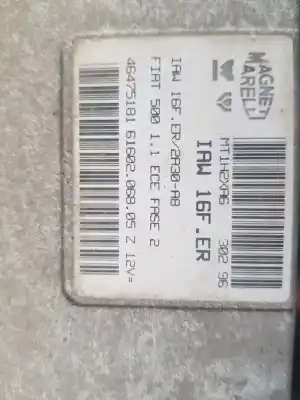 MAGNETI
MARELLI
MT1H2XA6 302 96
IAW 16F.ER
IAW 16F.ER/2A30-A8
FIAT 500 1.1 ECE FASE 2
46475181 61602.068.05 Z 12V=